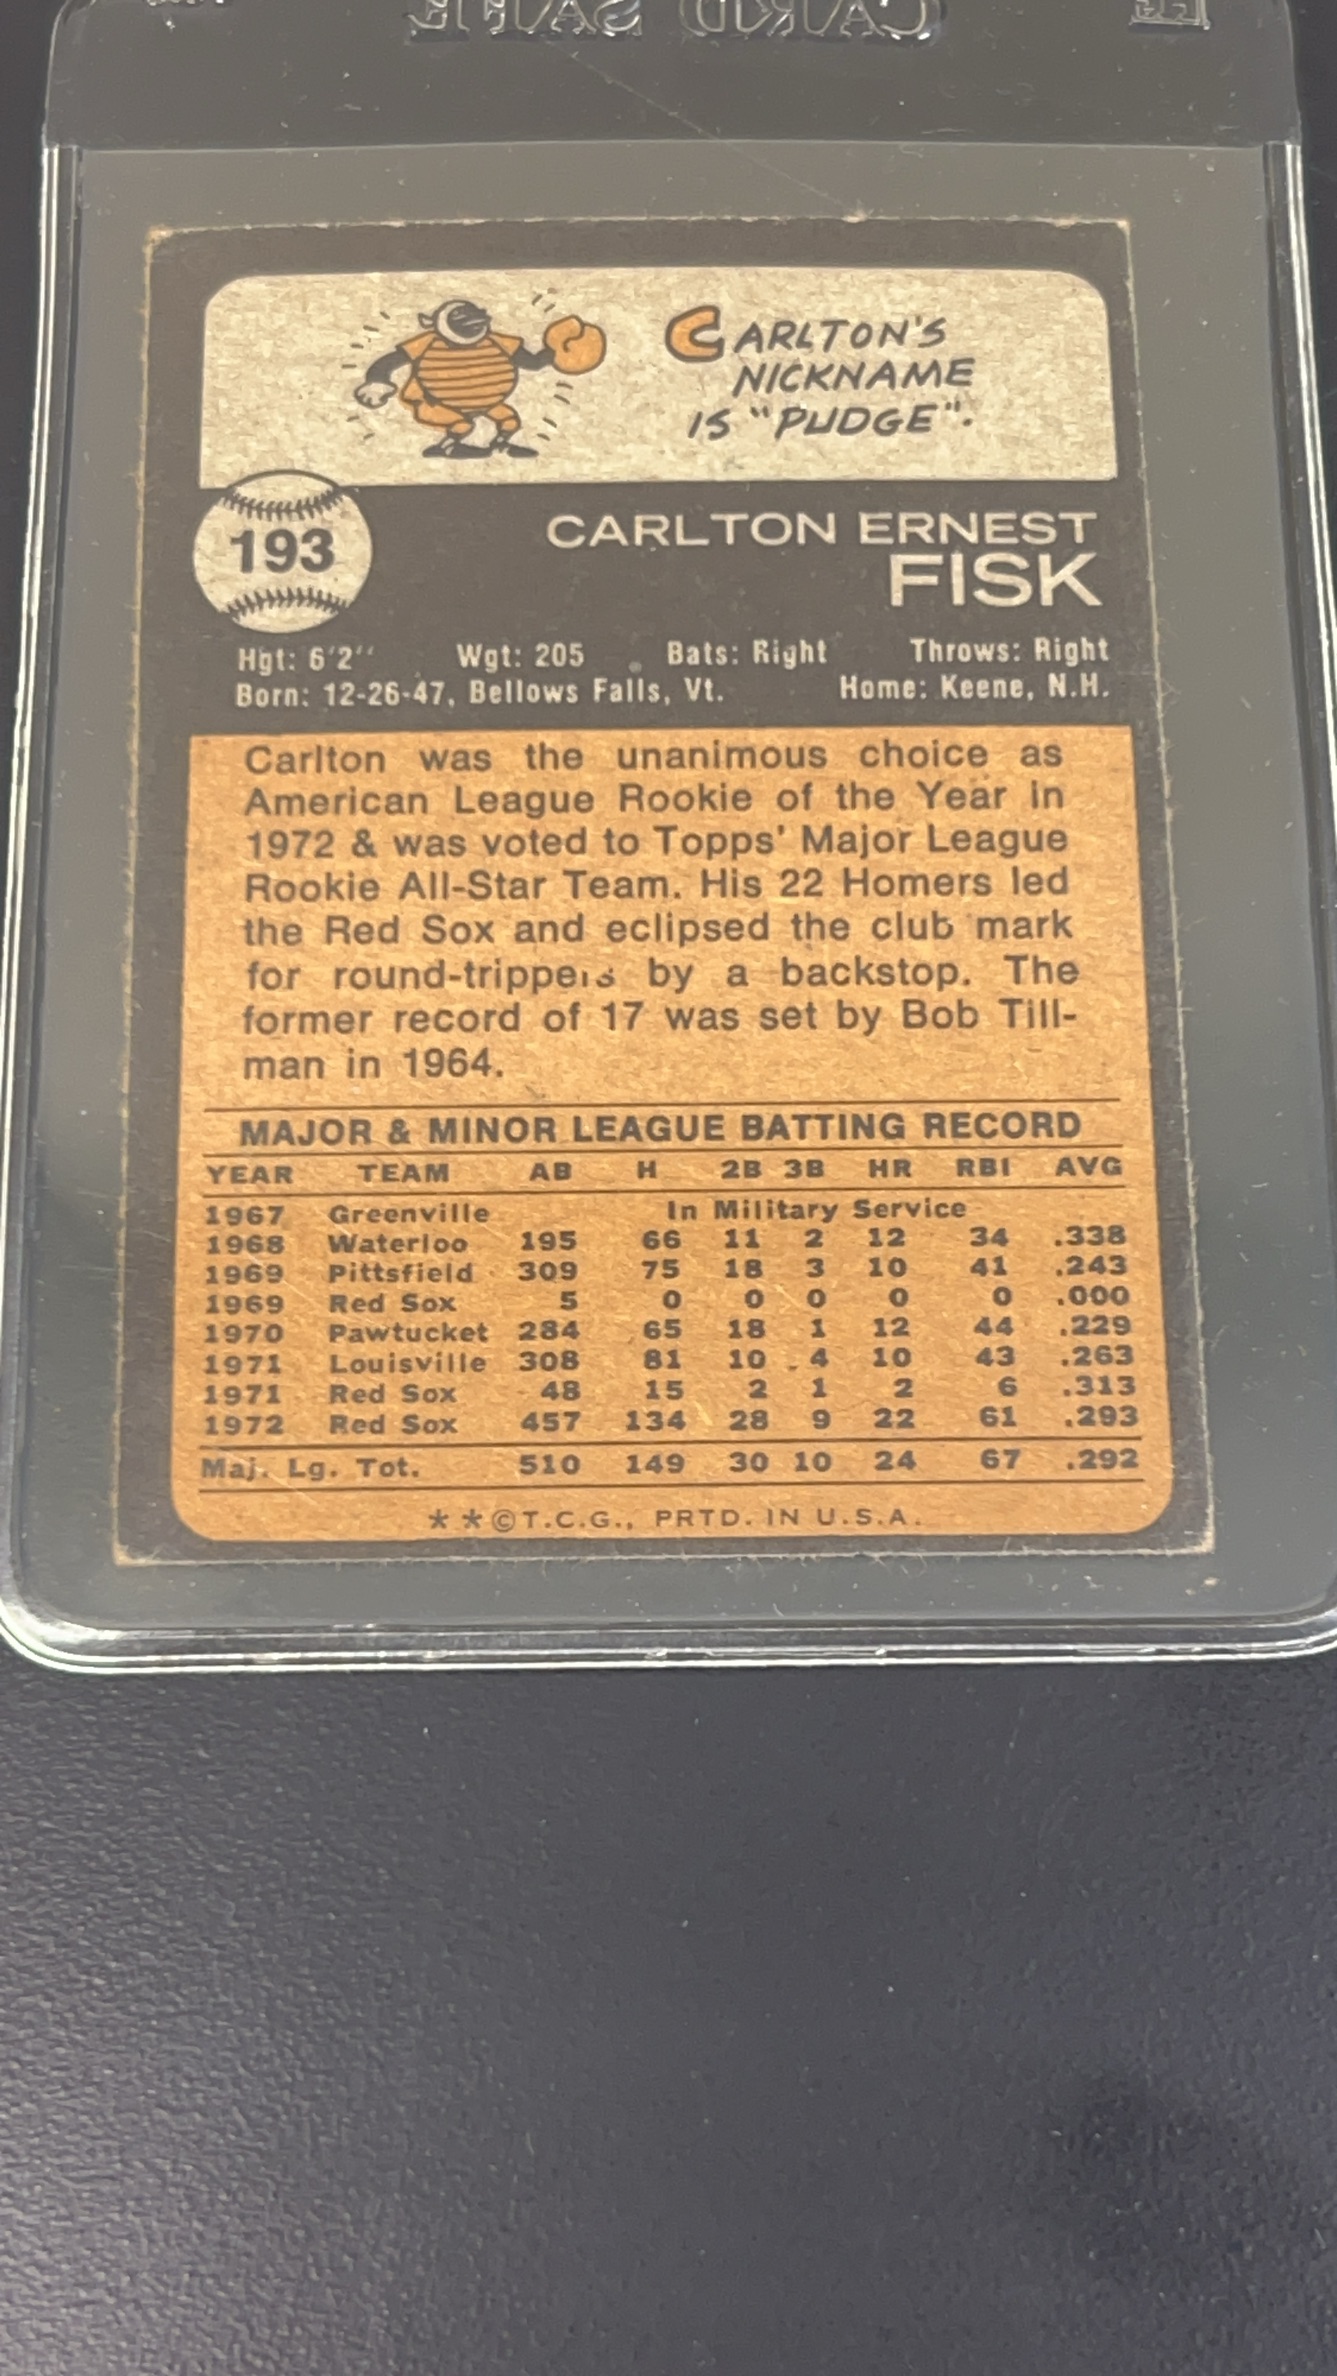 CARD SAFE
CARLTON'S
NICKNAME
IS "PUDGE".
193
CARLTON ERNEST
FISK
Hgt: 6'2" Wgt: 205 Bats: Right Throws: Right
Born: 12-26-47, Bellows Falls, Vt. Home: Keene, N.H.
Carlton was the unanimous choice as
American League Rookie of the Year in
1972 & was voted to Topps' Major League
Rookie All-Star Team. His 22 Homers led
the Red Sox and eclipsed the club mark
for round-trippers by a backstop. The
former record of 17 was set by Bob Till-
man in 1964.
MAJOR & MINOR LEAGUE BATTING RECORD
YEAR TEAM AB H 2B 3B HR RBI AVG
1967 Greenville In Military Service
1968 Waterloo 195 66 11 2 12 34 .338
1969 Pittsfield 309 75 18 3 10 41 .243
1969 Red Sox 5 0 0 0 0 0 .000
1970 Pawtucket 284 65 18 1 12 44 .229
1971 Louisville 308 81 10 4 10 43 .263
1971 Red Sox 48 15 2 1 2 6 .313
1972 Red Sox 457 134 28 9 22 61 .293
Maj. Lg. Tot. 510 149 30 10 24 67 .292
**©T.C.G., PRTD. IN U.S.A.